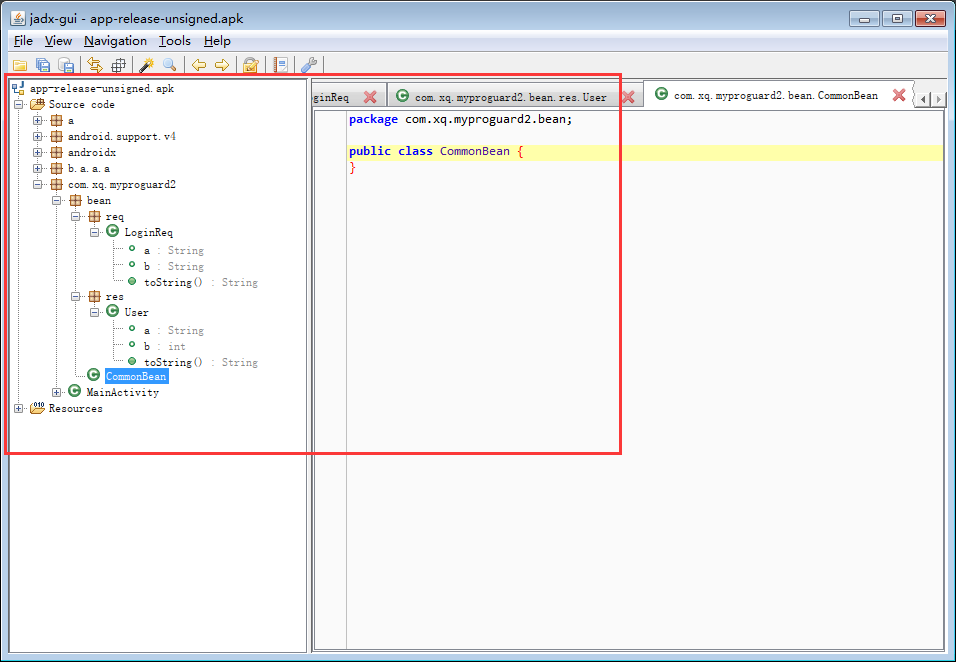 jadx-gui - app-release-unsigned.apk
File View Navigation Tools Help
app-release-unsigned.apk
Source code
a
android.support.v4
androidx
b.a.a.a
com.xq.myproguard2
bean
req
LoginReq
a : String
b : String
toString() : String
res
User
a : String
b : int
toString() : String
CommonBean
MainActivity
010
Resources
ginReq com.xq.myproguard2.bean.res.User com.xq.myproguard2.bean.CommonBean
package com.xq.myproguard2.bean;
public class CommonBean {
}